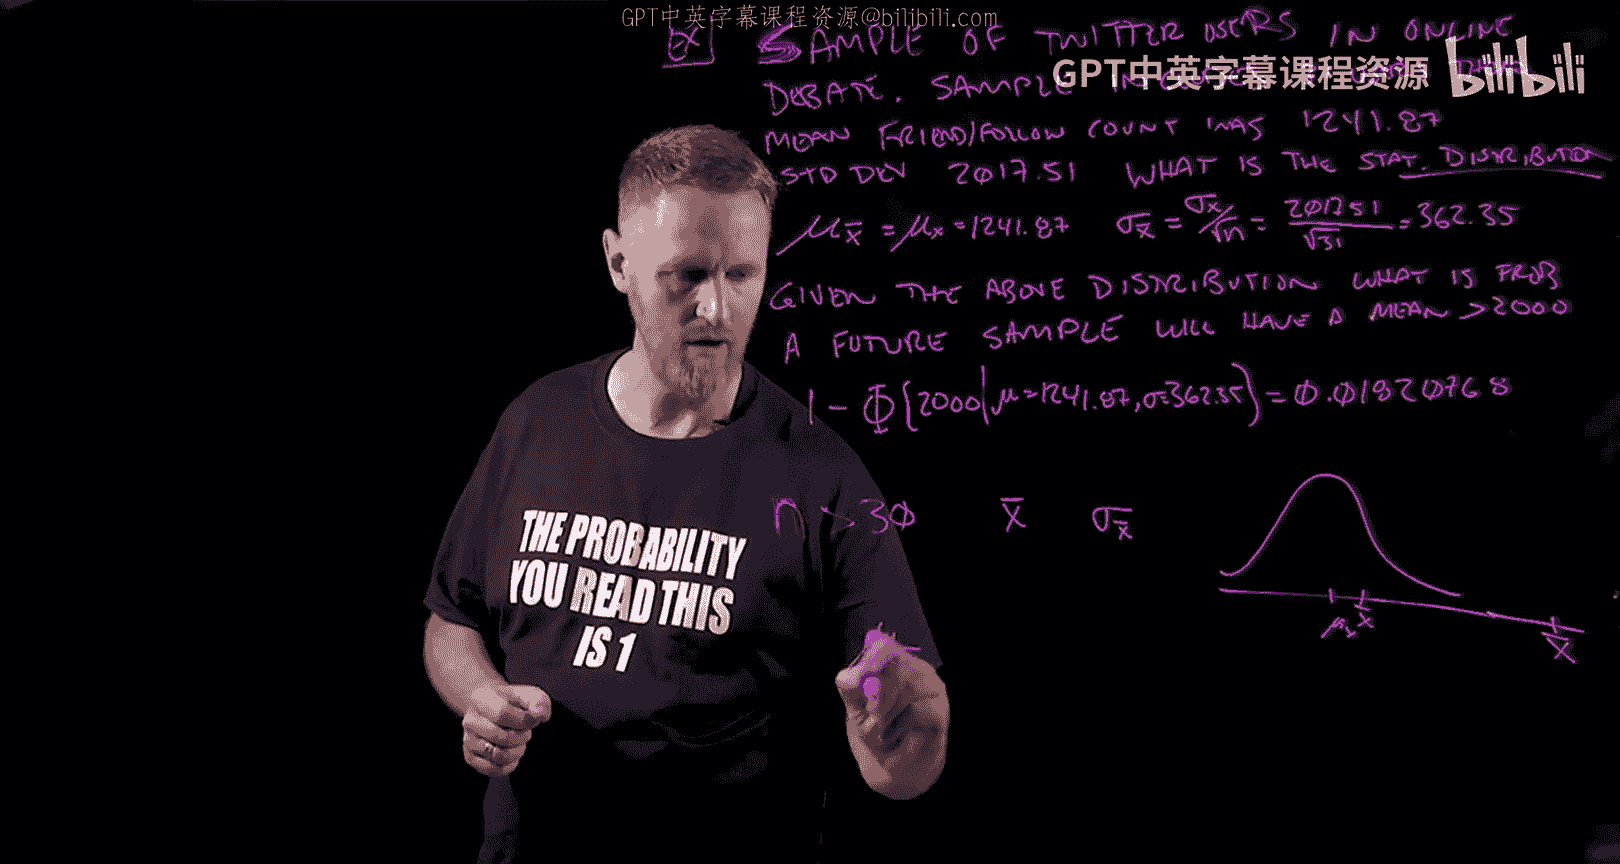 GPT中英字幕课程资源@bilibili.com
EX SAMPLE OF TWITTER USERS IN ONLINE
GPT中英字幕课程资源 bilibili
DEBATE. SAMPLE
MEAN FRIEND/FOLLOW COUNT WAS 1241.87
STD DEV 2017.51 WHAT IS THE STAT. DISTRIBUTION
μx̄ = μx = 1241.87 σx̄ = σx/√n = 201751/√31 = 362.35
GIVEN THE ABOVE DISTRIBUTION WHAT IS PROB
A FUTURE SAMPLE WILL HAVE A MEAN >2000
1 - Φ(2000|μ=1241.87, σ=362.35) = 0.01820768
n > 30 x̄ σx̄
x̄ x̄
THE PROBABILITY
YOU READ THIS
IS 1